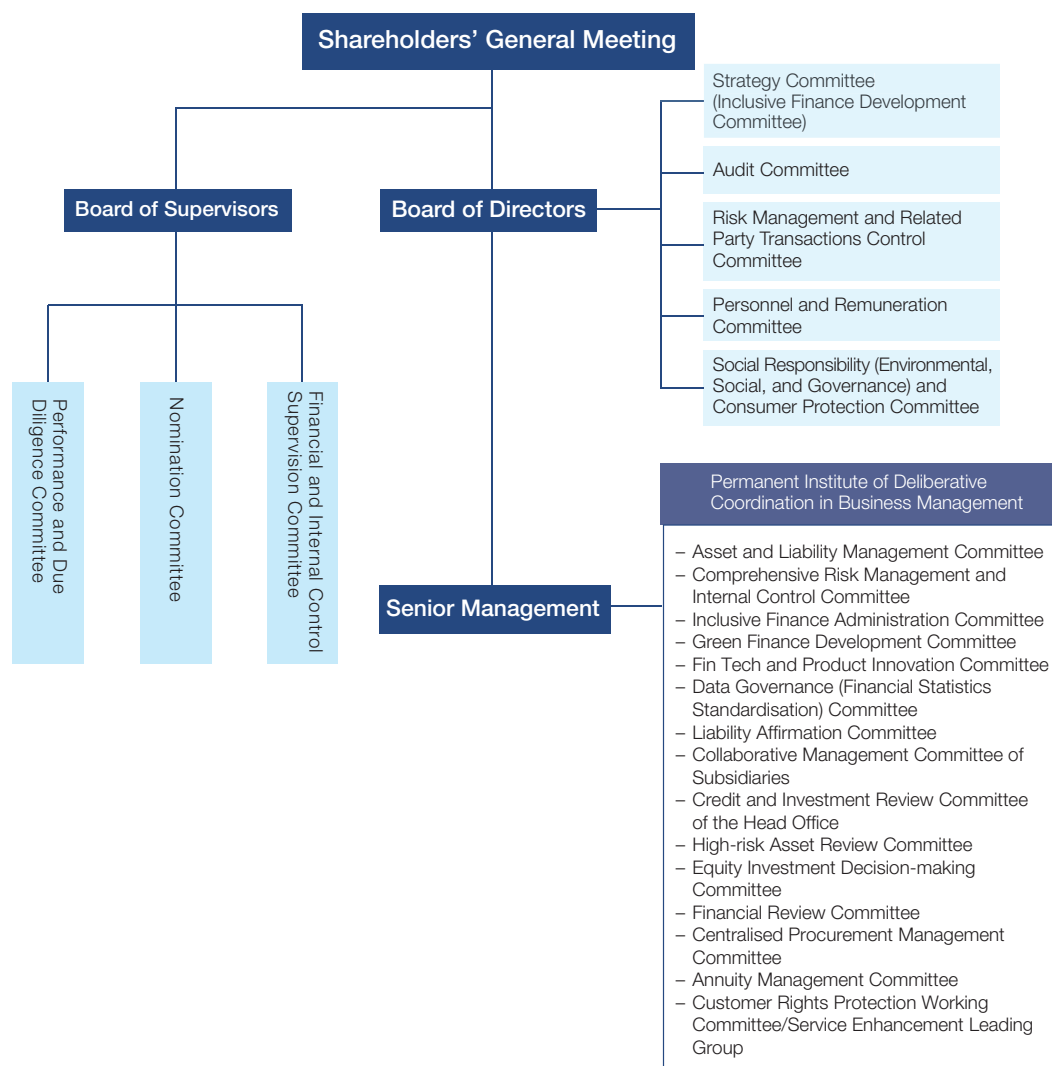 Shareholders’ General Meeting
Strategy Committee
(Inclusive Finance Development
Committee)
Audit Committee
Board of Supervisors
Board of Directors
Risk Management and Related
Party Transactions Control
Committee
Personnel and Remuneration
Committee
Social Responsibility (Environmental,
Social, and Governance) and
Consumer Protection Committee
Performance and Due
Diligence Committee
Nomination Committee
Financial and Internal Control
Supervision Committee
Permanent Institute of Deliberative
Coordination in Business Management
Senior Management
– Asset and Liability Management Committee
– Comprehensive Risk Management and
Internal Control Committee
– Inclusive Finance Administration Committee
– Green Finance Development Committee
– Fin Tech and Product Innovation Committee
– Data Governance (Financial Statistics
Standardisation) Committee
– Liability Affirmation Committee
– Collaborative Management Committee of
Subsidiaries
– Credit and Investment Review Committee
of the Head Office
– High-risk Asset Review Committee
– Equity Investment Decision-making
Committee
– Financial Review Committee
– Centralised Procurement Management
Committee
– Annuity Management Committee
– Customer Rights Protection Working
Committee/Service Enhancement Leading
Group